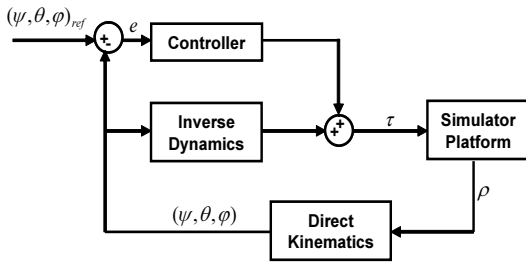 (ψ, θ, φ)ref
e
+
-
Controller
Inverse
Dynamics
+
+
τ
Simulator
Platform
ρ
(ψ, θ, φ)
Direct
Kinematics